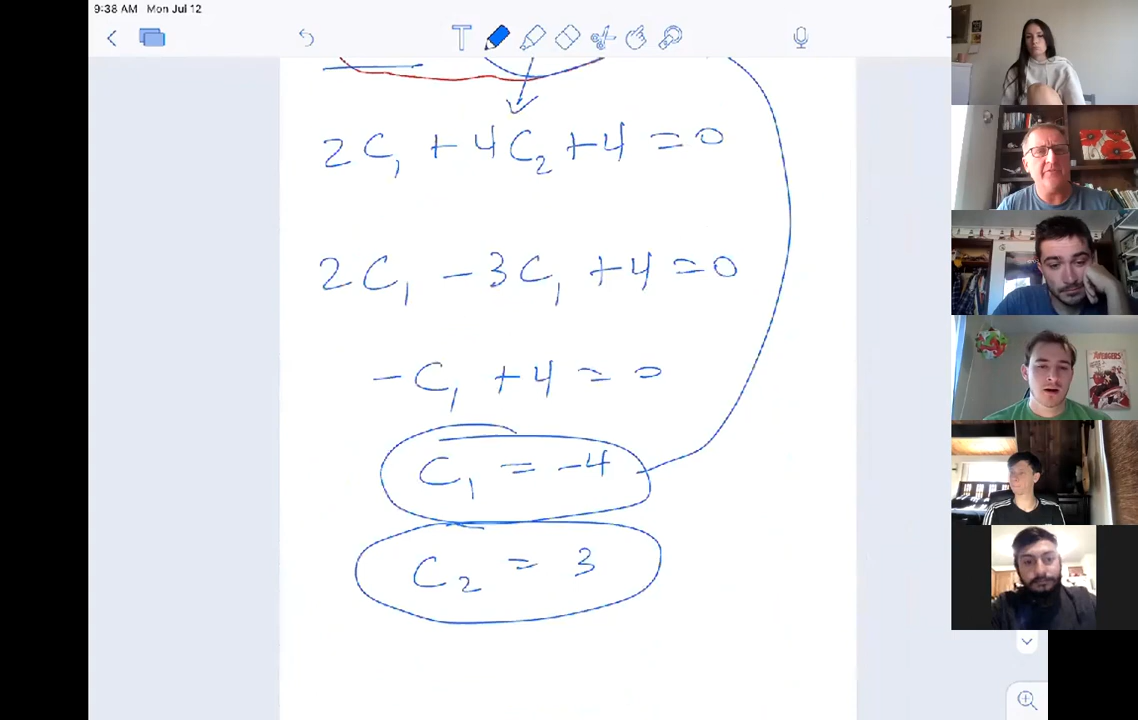 9:38 AM Mon Jul 12
T
2C₁ + 4C₂ + 4 = 0
2C₁ - 3C₁ + 4 = 0
-C₁ + 4 = 0
C₁ = -4
C₂ = 3
AVENGERS